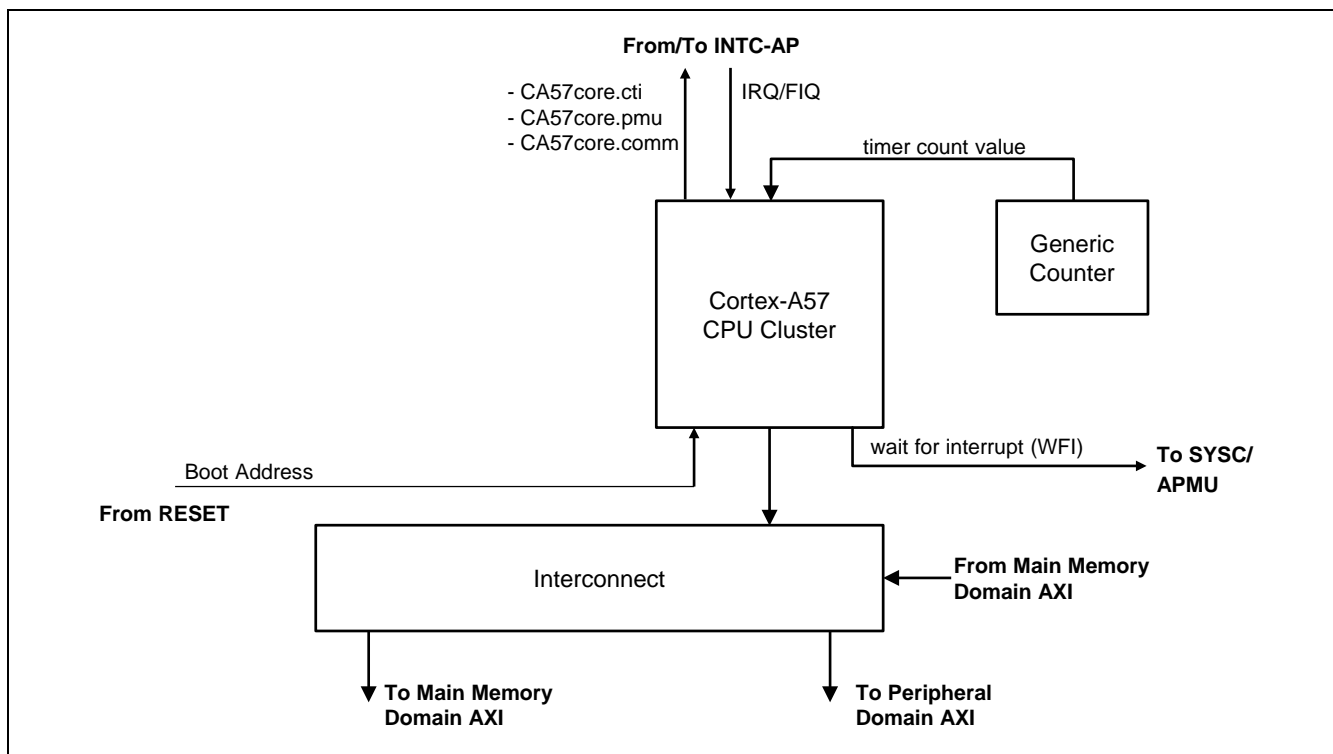 From/To INTC-AP
- CA57core.cti
- CA57core.pmu
- CA57core.comm
IRQ/FIQ
timer count value
Generic
Counter
Cortex-A57
CPU Cluster
wait for interrupt (WFI)
To SYSC/
APMU
Boot Address
From RESET
Interconnect
From Main Memory
Domain AXI
To Main Memory
Domain AXI
To Peripheral
Domain AXI